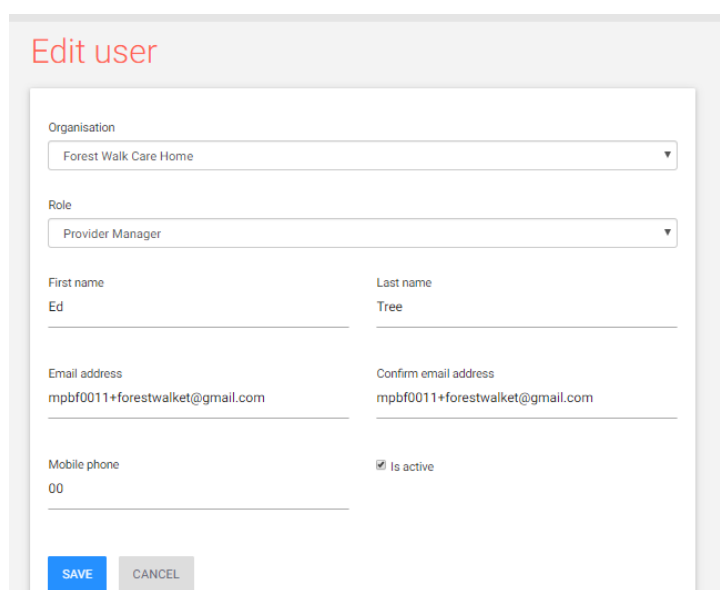 Edit user
Organisation
Forest Walk Care Home
Role
Provider Manager
First name
Last name
Ed
Tree
Email address
Confirm email address
mpbf0011+forestwalket@gmail.com
mpbf0011+forestwalket@gmail.com
Mobile phone
Is active
00
SAVE
CANCEL